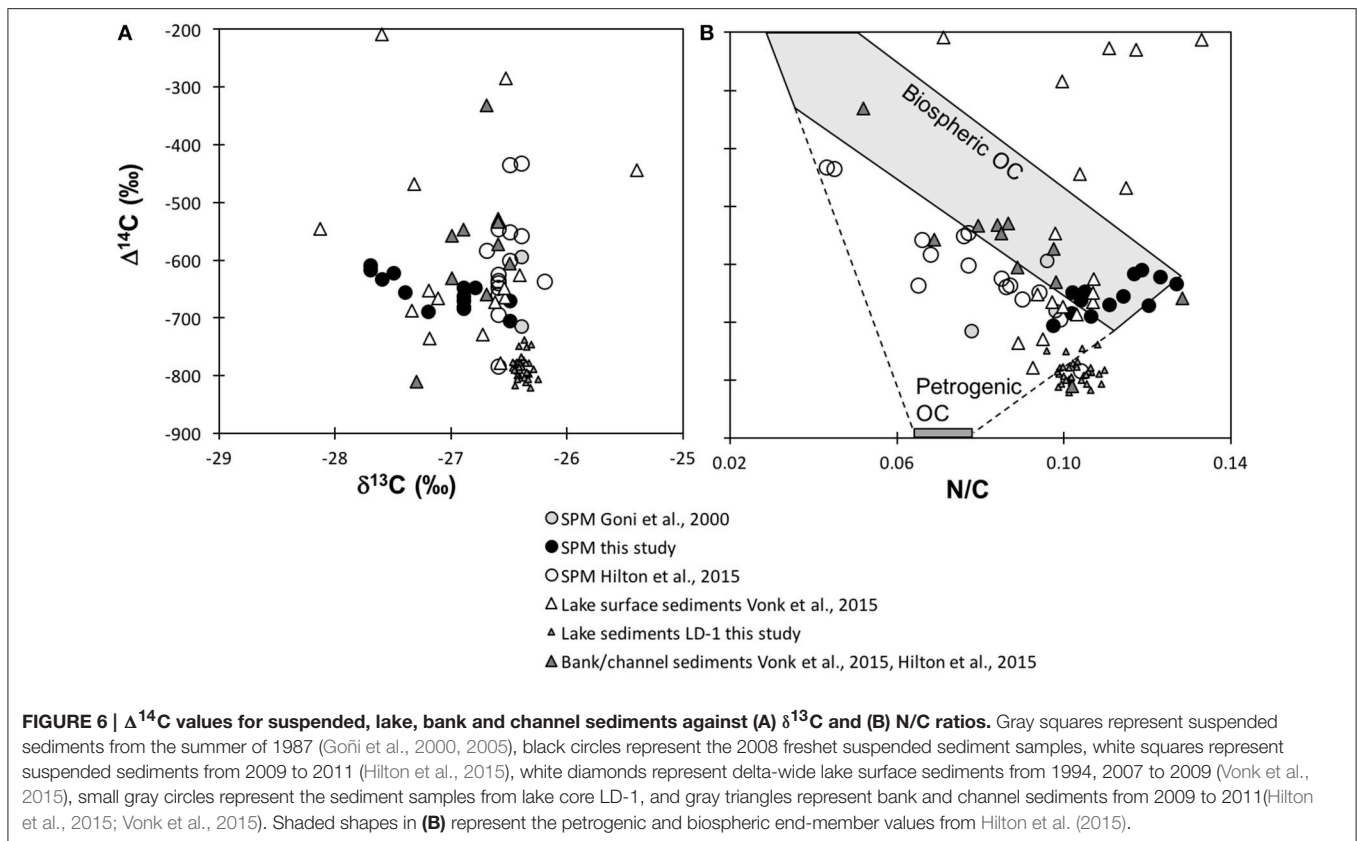 A
B
-200
-300
-400
-500
-600
-700
-800
-900
Δ¹⁴C (‰)
-29
-28
-27
-26
-25
δ¹³C (‰)
Biospheric OC
Petrogenic
OC
0.02
0.06
0.10
0.14
N/C
SPM Goni et al., 2000
SPM this study
SPM Hilton et al., 2015
Lake surface sediments Vonk et al., 2015
Lake sediments LD-1 this study
Bank/channel sediments Vonk et al., 2015, Hilton et al., 2015
FIGURE 6 | Δ¹⁴C values for suspended, lake, bank and channel sediments against (A) δ¹³C and (B) N/C ratios. Gray squares represent suspended
sediments from the summer of 1987 (Goñi et al., 2000, 2005), black circles represent the 2008 freshet suspended sediment samples, white squares represent
suspended sediments from 2009 to 2011 (Hilton et al., 2015), white diamonds represent delta-wide lake surface sediments from 1994, 2007 to 2009 (Vonk et al.,
2015), small gray circles represent the sediment samples from lake core LD-1, and gray triangles represent bank and channel sediments from 2009 to 2011(Hilton
et al., 2015; Vonk et al., 2015). Shaded shapes in (B) represent the petrogenic and biospheric end-member values from Hilton et al. (2015).